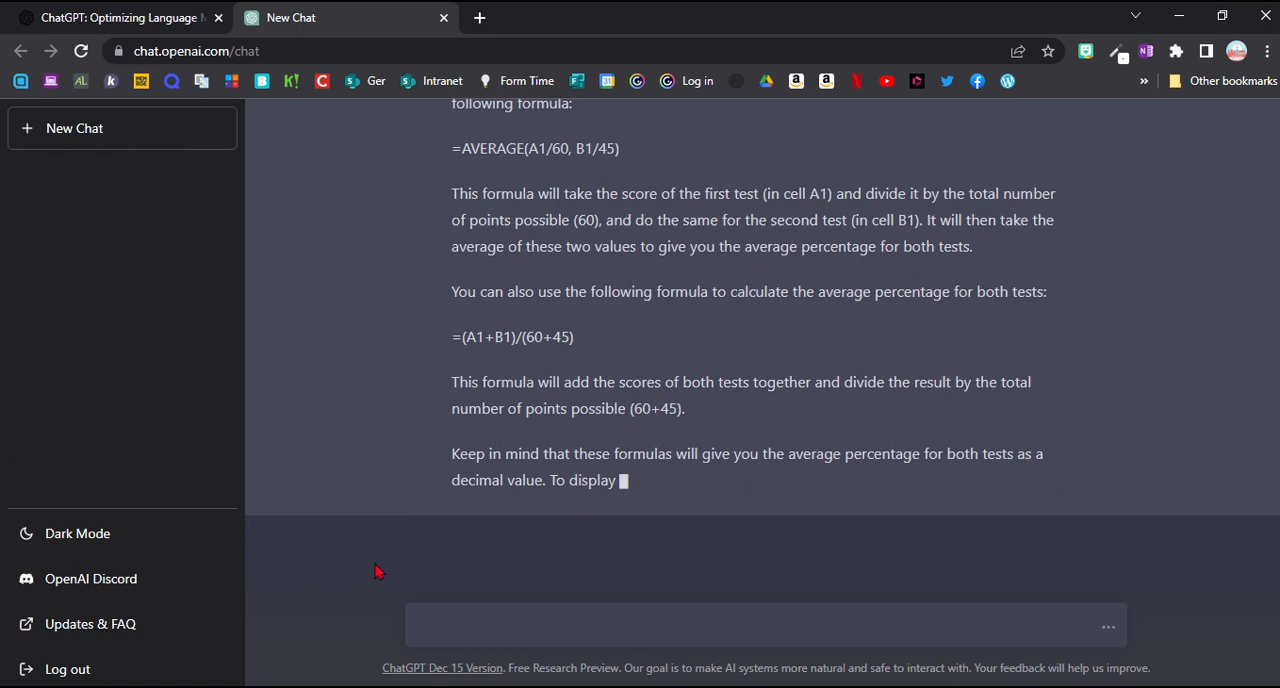 ChatGPT: Optimizing Language
New Chat
chat.openai.com/chat
AL
k
NEW ROW
31
B
K!
C
S Ger
S Intranet
Form Time
Log in
a
a
Other bookmarks
New Chat
following formula:
=AVERAGE(A1/60, B1/45)
This formula will take the score of the first test (in cell A1) and divide it by the total number
of points possible (60), and do the same for the second test (in cell B1). It will then take the
average of these two values to give you the average percentage for both tests.
You can also use the following formula to calculate the average percentage for both tests:
=(A1+B1)/(60+45)
This formula will add the scores of both tests together and divide the result by the total
number of points possible (60+45).
Keep in mind that these formulas will give you the average percentage for both tests as a
decimal value. To display
Dark Mode
OpenAI Discord
Updates & FAQ
Log out
ChatGPT Dec 15 Version. Free Research Preview. Our goal is to make AI systems more natural and safe to interact with. Your feedback will help us improve.